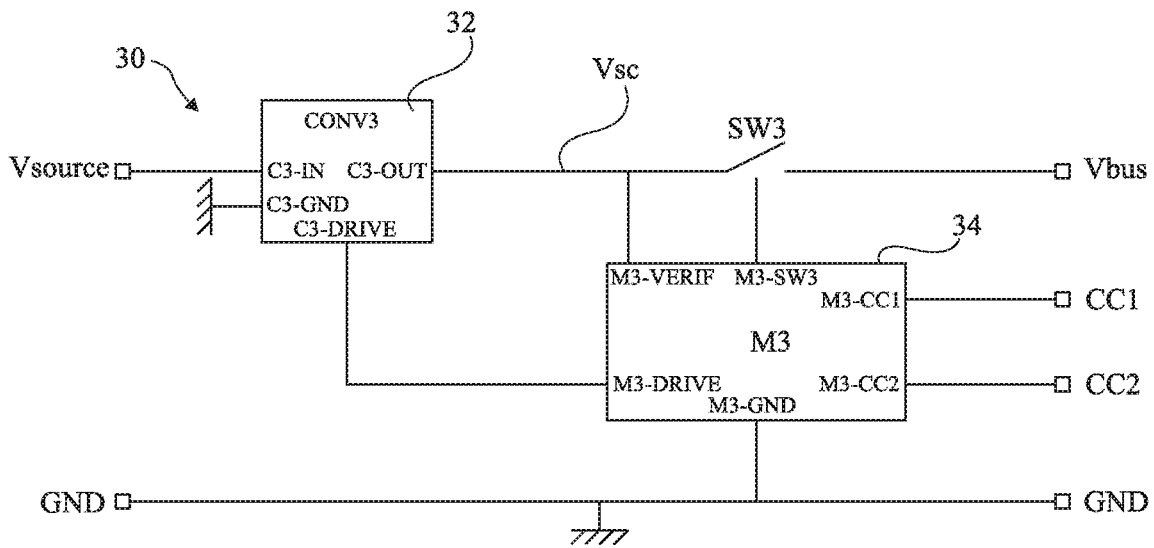 32
30
Vsc
CONV3
SW3
Vsource
C3-IN C3-OUT
Vbus
C3-GND
C3-DRIVE
34
M3-VERIF M3-SW3
M3-CC1
CC1
M3
M3-DRIVE
M3-CC2
CC2
M3-GND
GND
GND